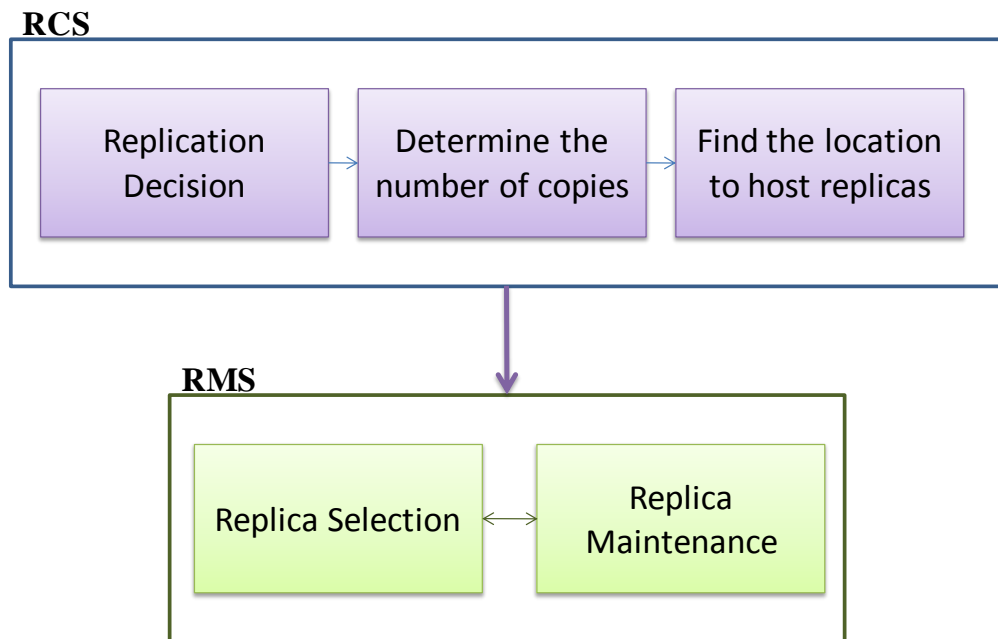 RCS
Replication
Decision
Determine the
number of copies
Find the location
to host replicas
RMS
Replica Selection
Replica
Maintenance